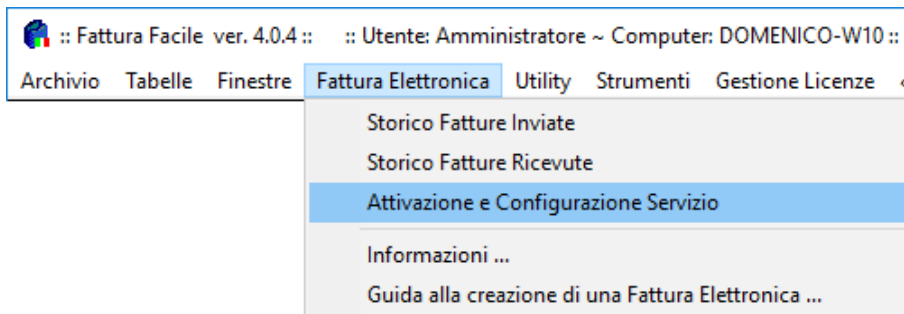 :: Fattura Facile ver. 4.0.4 :: :: Utente: Amministratore ~ Computer: DOMENICO-W10 ::
Archivio Tabelle Finestre Fattura Elettronica Utility Strumenti Gestione Licenze
Storico Fatture Inviate
Storico Fatture Ricevute
Attivazione e Configurazione Servizio
Informazioni ...
Guida alla creazione di una Fattura Elettronica ...